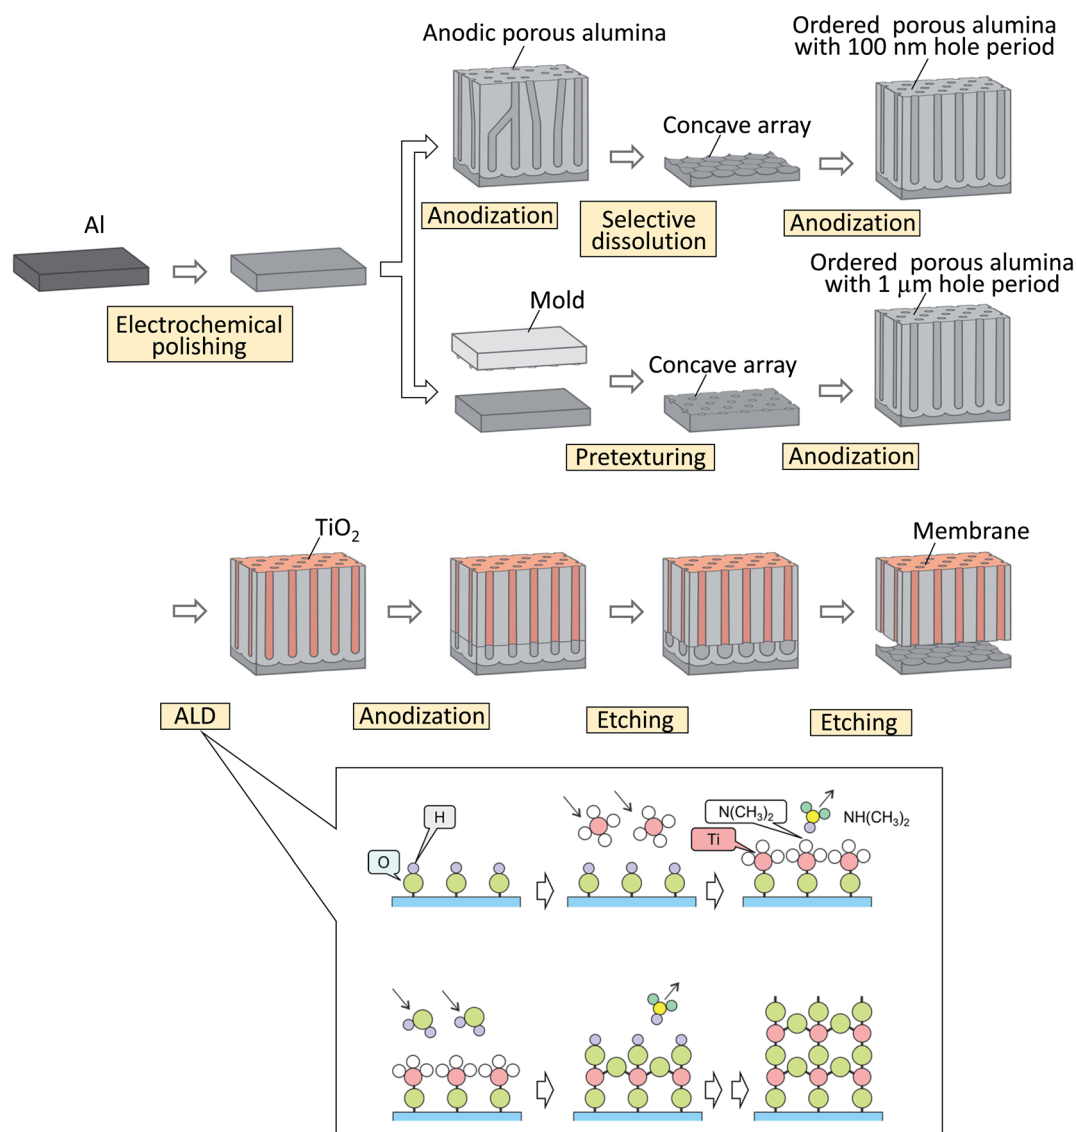 Anodic porous alumina
Ordered porous alumina
with 100 nm hole period
Concave array
Anodization
Selective
dissolution
Anodization
Al
Electrochemical
polishing
Ordered porous alumina
with 1 μm hole period
Mold
Concave array
Pretexturing
Anodization
TiO2
Membrane
ALD
Anodization
Etching
Etching
H
O
N(CH3)2
NH(CH3)2
Ti